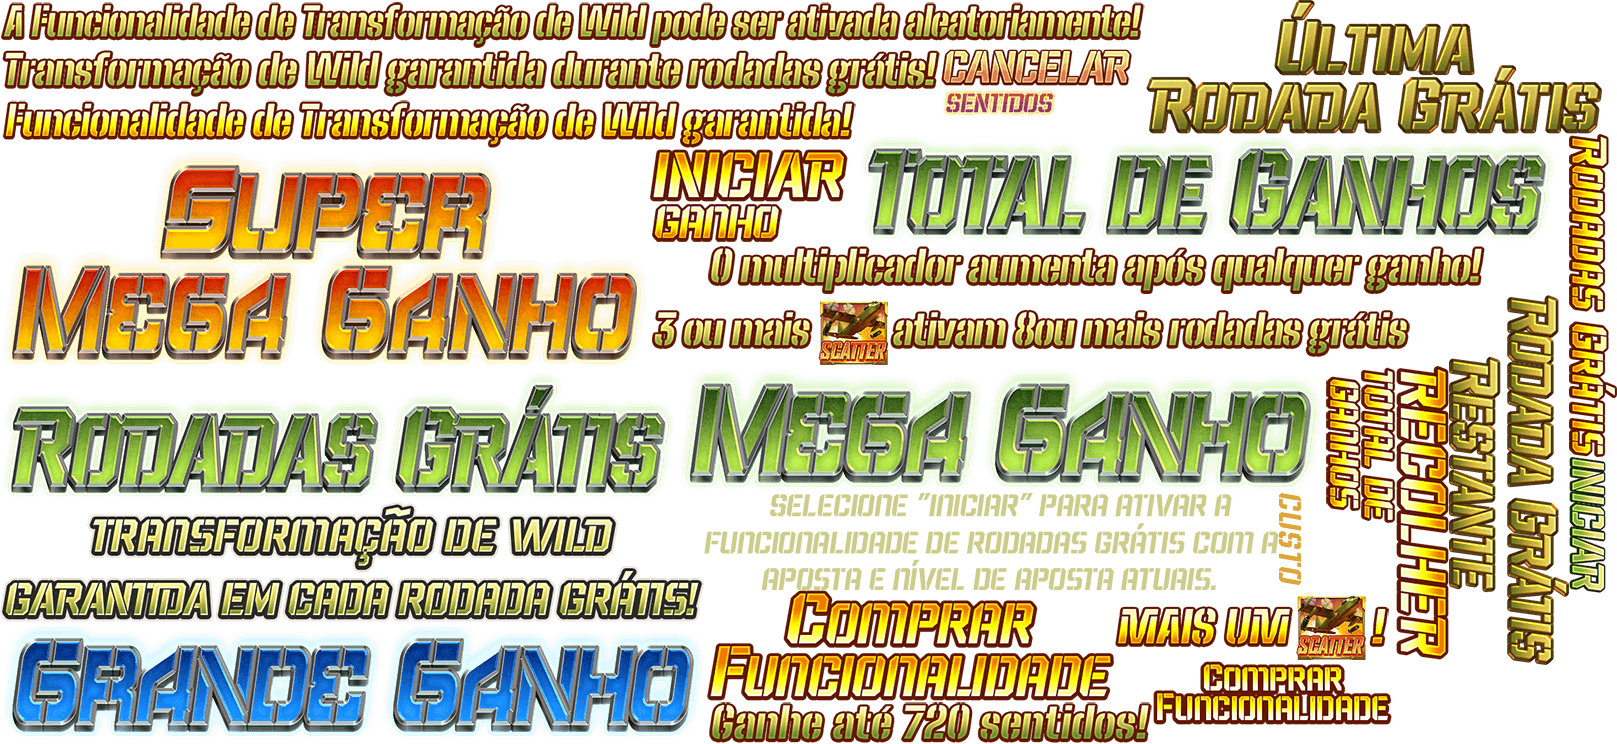 A Funcionalidade de Transformação de Wild pode ser ativada aleatoriamente!
Transformação de Wild garantida durante rodadas grátis!
CANCELAR
SENTIDOS
Funcionalidade de Transformação de Wild garantida!
ÚLTIMA
RODADA GRÁTIS
SUPER
MEGA GANHO
INICIAR
GANHO
TOTAL DE GANHOS
O multiplicador aumenta após qualquer ganho!
3 ou mais SCATTER ativam 8ou mais rodadas grátis
RODADAS GRÁTIS
MEGA GANHO
SELECIONE "INICIAR" PARA ATIVAR A
FUNCIONALIDADE DE RODADAS GRÁTIS COM A
APOSTA E NÍVEL DE APOSTA ATUAIS.
CUSTO
TOTAL DE
GANHOS
RECOLHER
RODADA GRÁTIS
RESTANTE
RODADAS GRÁTIS
INICIAR
TRANSFORMAÇÃO DE WILD
GARANTIDA EM CADA RODADA GRÁTIS!
GRANDE GANHO
COMPRAR
FUNCIONALIDADE
Ganhe até 720 sentidos!
MAIS UM SCATTER !
COMPRAR
FUNCIONALIDADE